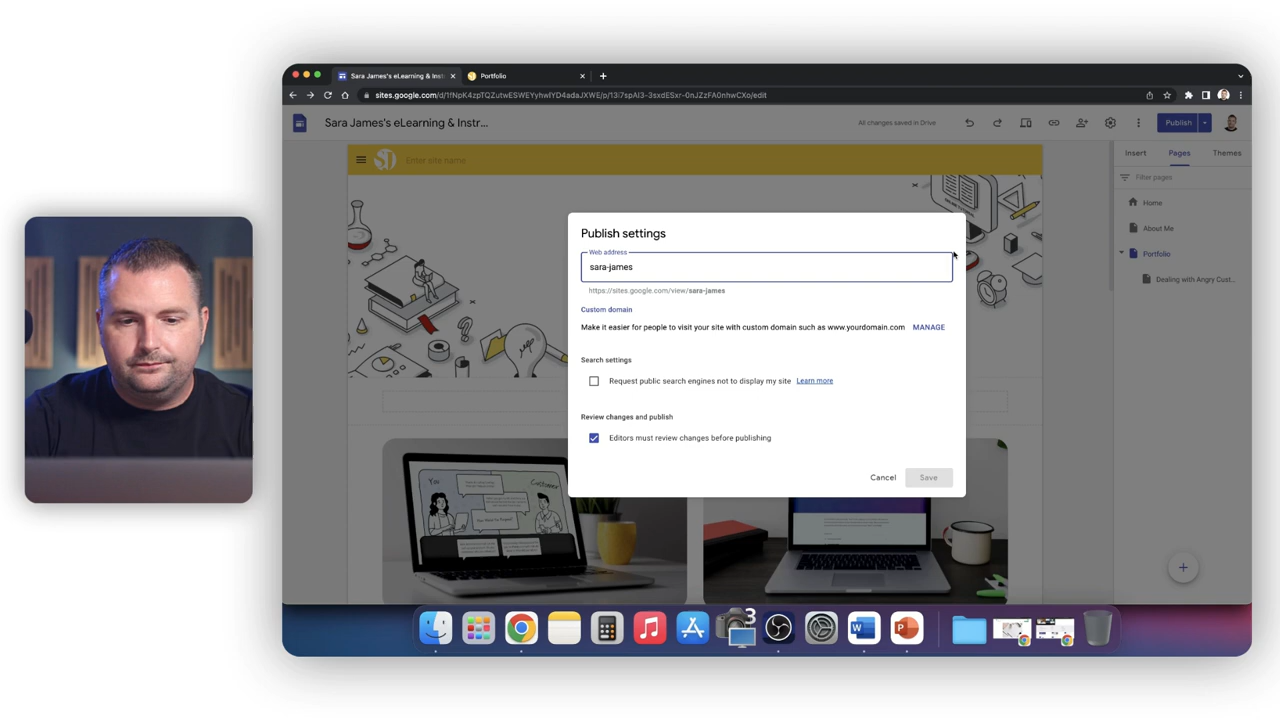 Sara James's eLearning & Inst
Portfolio
sites.google.com/d/1fNpK4zpTQZutwESWEYyhwIYD4adaJXWE/p/13i7spAI3-3sxdESxr-0nJZzFA0nhwCXo/edit
Sara James's eLearning & Instr...
All changes saved in Drive
Publish
SD
Enter site name
Insert
Pages
Themes
Filter pages
Home
About Me
Portfolio
Dealing with Angry Cust...
Publish settings
Web address
sara-james
https://sites.google.com/view/sara-james
Custom domain
Make it easier for people to visit your site with custom domain such as www.yourdomain.com MANAGE
Search settings
Request public search engines not to display my site Learn more
Review changes and publish
Editors must review changes before publishing
Cancel
Save
You
Customer
3
W
P